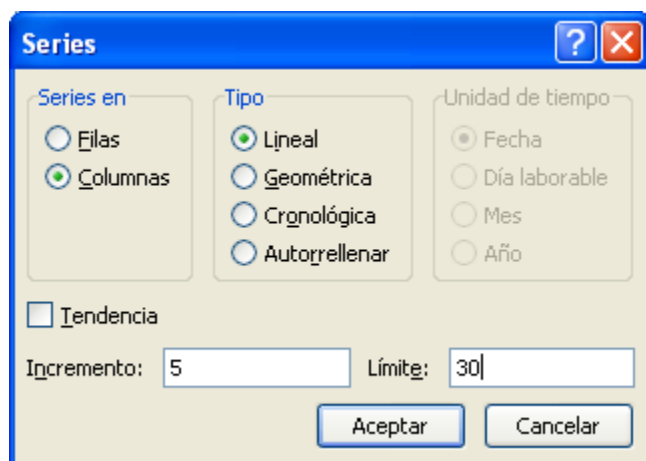 Series
Series en
Filas
Columnas
Tipo
Lineal
Geométrica
Cronológica
Autorrellenar
Unidad de tiempo
Fecha
Día laborable
Mes
Año
Tendencia
Incremento: 5 Límite: 30
Aceptar Cancelar